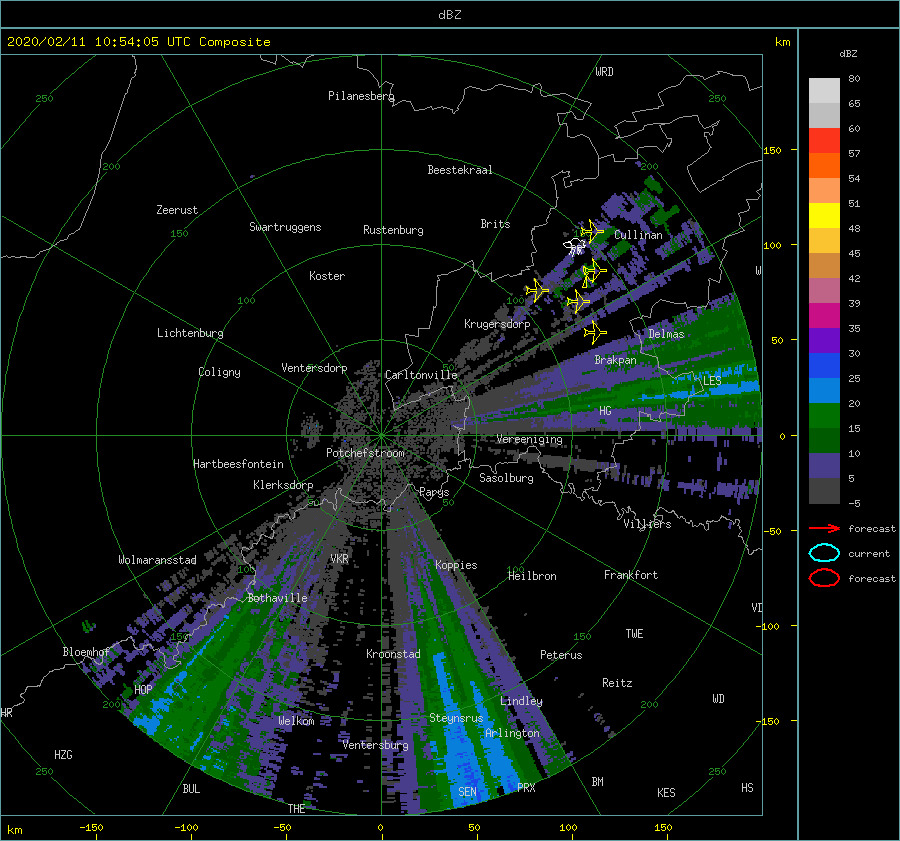 dBZ
2020/02/11 10:54:05 UTC Composite
km
dBZ
WRD
250
Pilanesberg
250
80
65
60
57
54
51
48
45
42
39
35
30
25
20
15
10
5
-5
150
200
Beestekraal
200
Zeerust
150
Swartruggens
Rustenburg
Brits
Cullinan
100
Koster
W
100
100
Krugersdorp
Lichtenburg
Delmas
50
Brakpan
Coligny
Ventersdorp
Carltonville
LES
HG
0
Vereeniging
Potchefstroom
Hartbeesfontein
Klerksdorp
Parys
Sasolburg
50
50
Villiers
-50
forecast
current
forecast
Wolmaransstad
VKR
Koppies
100
Heilbron
100
Frankfort
Bothaville
VD
-100
150
150
TWE
Bloemhof
Kroonstad
Peterus
HOP
Reitz
WD
200
Lindley
200
HR
Welkom
Steynsrus
-150
Arlington
Ventersburg
HZG
250
250
BUL
SEN
PRX
BM
KES
HS
THE
km
-150
-100
-50
0
50
100
150